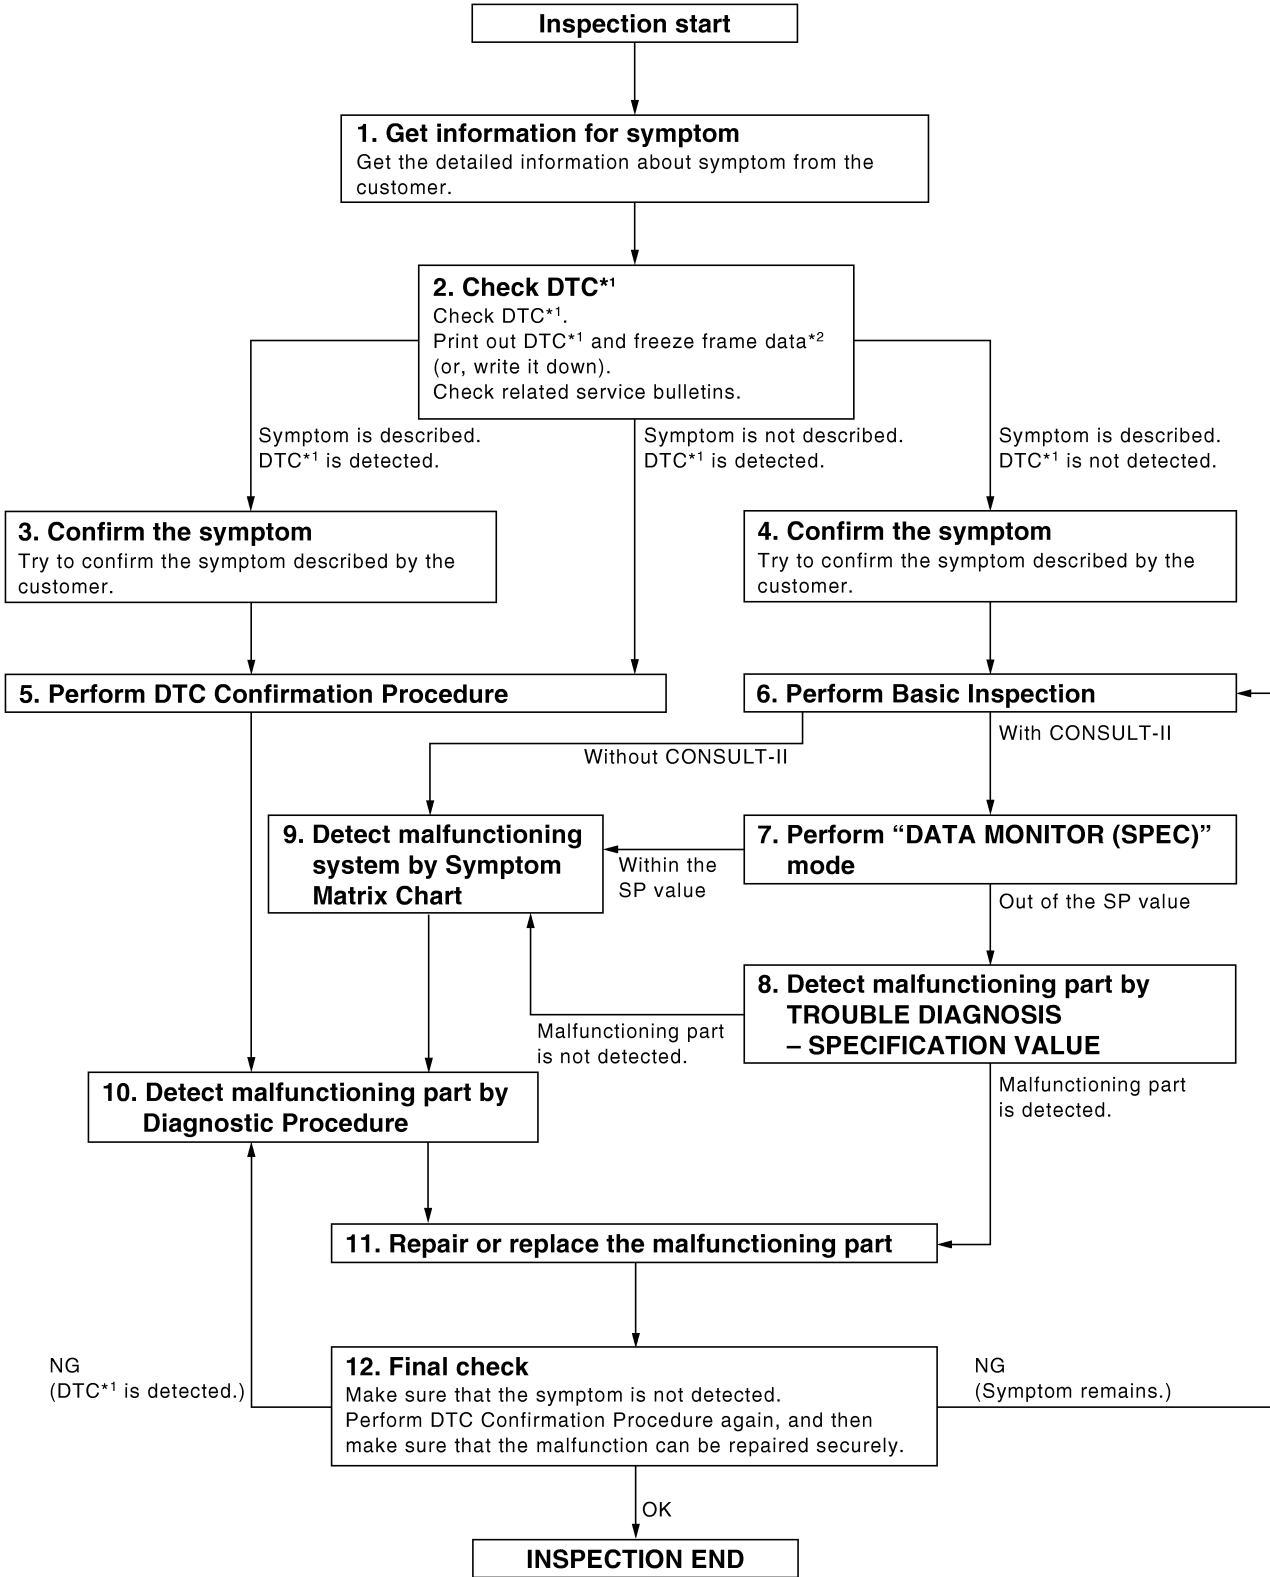 Inspection start
1. Get information for symptom
Get the detailed information about symptom from the
customer.
2. Check DTC*1
Check DTC*1.
Print out DTC*1 and freeze frame data*2
(or, write it down).
Check related service bulletins.
Symptom is described.
DTC*1 is detected.
Symptom is not described.
DTC*1 is detected.
Symptom is described.
DTC*1 is not detected.
3. Confirm the symptom
Try to confirm the symptom described by the
customer.
4. Confirm the symptom
Try to confirm the symptom described by the
customer.
5. Perform DTC Confirmation Procedure
6. Perform Basic Inspection
Without CONSULT-II
With CONSULT-II
9. Detect malfunctioning
system by Symptom
Matrix Chart
Within the
SP value
7. Perform “DATA MONITOR (SPEC)”
mode
Out of the SP value
8. Detect malfunctioning part by
TROUBLE DIAGNOSIS
– SPECIFICATION VALUE
Malfunctioning part
is not detected.
Malfunctioning part
is detected.
10. Detect malfunctioning part by
Diagnostic Procedure
11. Repair or replace the malfunctioning part
NG
(DTC*1 is detected.)
12. Final check
Make sure that the symptom is not detected.
Perform DTC Confirmation Procedure again, and then
make sure that the malfunction can be repaired securely.
NG
(Symptom remains.)
OK
INSPECTION END